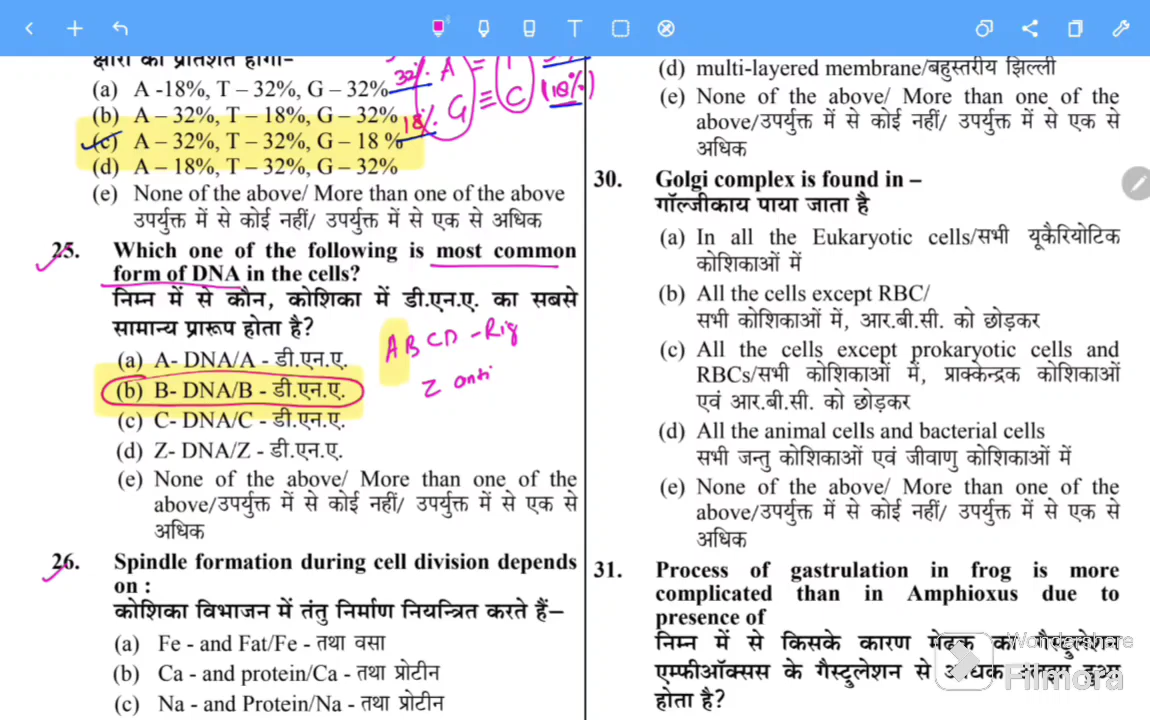 क्षारों का प्रतिशत होगा-
(a) A -18%, T – 32%, G – 32%
(b) A – 32%, T – 18%, G – 32%
(c) A – 32%, T – 32%, G – 18 %
(d) A – 18%, T – 32%, G – 32%
(e) None of the above/ More than one of the above
उपर्युक्त में से कोई नहीं/ उपर्युक्त में से एक से अधिक
32% A = T
18% G ≡ C (18%)
25. Which one of the following is most common
form of DNA in the cells?
निम्न में से कौन, कोशिका में डी.एन.ए. का सबसे
सामान्य प्रारूप होता है?
(a) A- DNA/A - डी.एन.ए.
(b) B- DNA/B - डी.एन.ए.
(c) C- DNA/C - डी.एन.ए.
(d) Z- DNA/Z - डी.एन.ए.
(e) None of the above/ More than one of the
above/उपर्युक्त में से कोई नहीं/ उपर्युक्त में से एक से
अधिक
A B C D - Rig
Z anti
26. Spindle formation during cell division depends
on :
कोशिका विभाजन में तंतु निर्माण नियन्त्रित करते हैं–
(a) Fe - and Fat/Fe - तथा वसा
(b) Ca - and protein/Ca - तथा प्रोटीन
(c) Na - and Protein/Na - तथा प्रोटीन
(d) multi-layered membrane/बहुस्तरीय झिल्ली
(e) None of the above/ More than one of the
above/उपर्युक्त में से कोई नहीं/ उपर्युक्त में से एक से
अधिक
30. Golgi complex is found in –
गॉल्जीकाय पाया जाता है
(a) In all the Eukaryotic cells/सभी यूकैरियोटिक
कोशिकाओं में
(b) All the cells except RBC/
सभी कोशिकाओं में, आर.बी.सी. को छोड़कर
(c) All the cells except prokaryotic cells and
RBCs/सभी कोशिकाओं में, प्राक्केन्द्रक कोशिकाओं
एवं आर.बी.सी. को छोड़कर
(d) All the animal cells and bacterial cells
सभी जन्तु कोशिकाओं एवं जीवाणु कोशिकाओं में
(e) None of the above/ More than one of the
above/उपर्युक्त में से कोई नहीं/ उपर्युक्त में से एक से
अधिक
31. Process of gastrulation in frog is more
complicated than in Amphioxus due to
presence of
निम्न में से किसके कारण मेढ़क का गैस्ट्रुलेशन
एम्फीऑक्सस के गैस्ट्रुलेशन से अधिक हुआ
होता है?
Wondershare
Filmora